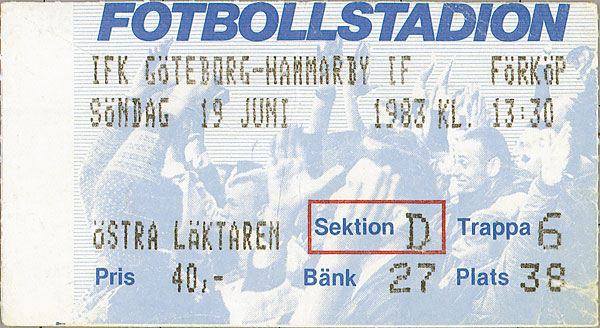 FOTBOLLSTADION
IFK GÖTEBORG-HAMMARBY IF FÖRKÖP
SÖNDAG 19 JUNI 1983 KL. 13:30
ÖSTRA LÄKTAREN Sektion D Trappa 6
Pris 40,- Bänk 27 Plats 38